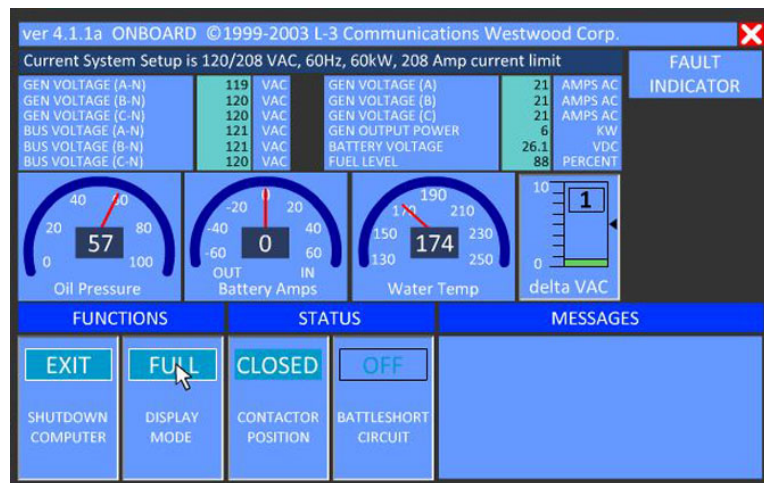 ver 4.1.1a ONBOARD ©1999-2003 L-3 Communications Westwood Corp.
Current System Setup is 120/208 VAC, 60Hz, 60kW, 208 Amp current limit
FAULT
INDICATOR
GEN VOLTAGE (A-N) 119 VAC GEN VOLTAGE (A) 21 AMPS AC
GEN VOLTAGE (B-N) 120 VAC GEN VOLTAGE (B) 21 AMPS AC
GEN VOLTAGE (C-N) 120 VAC GEN VOLTAGE (C) 21 AMPS AC
BUS VOLTAGE (A-N) 121 VAC GEN OUTPUT POWER 6 KW
BUS VOLTAGE (B-N) 121 VAC BATTERY VOLTAGE 26.1 VDC
BUS VOLTAGE (C-N) 120 VAC FUEL LEVEL 88 PERCENT
0 20 40 60 80 100
57
Oil Pressure
-60 -40 -20 0 20 40 60
0
OUT IN
Battery Amps
130 150 170 190 210 230 250
174
Water Temp
10
1
0
delta VAC
FUNCTIONS STATUS MESSAGES
EXIT FULL CLOSED OFF
SHUTDOWN DISPLAY CONTACTOR BATTLESHORT
COMPUTER MODE POSITION CIRCUIT